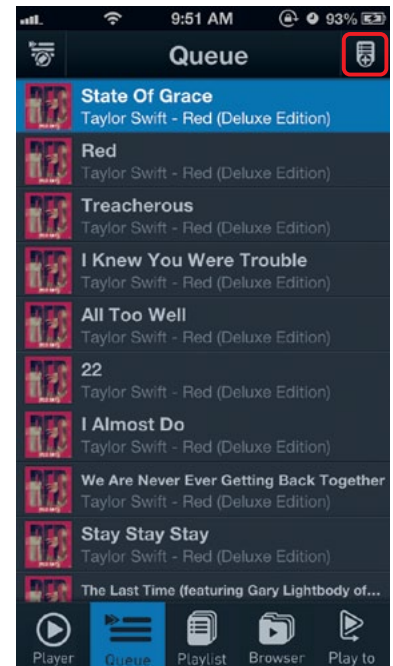 9:51 AM 93%
Queue
State Of Grace
Taylor Swift - Red (Deluxe Edition)
Red
Taylor Swift - Red (Deluxe Edition)
Treacherous
Taylor Swift - Red (Deluxe Edition)
I Knew You Were Trouble
Taylor Swift - Red (Deluxe Edition)
All Too Well
Taylor Swift - Red (Deluxe Edition)
22
Taylor Swift - Red (Deluxe Edition)
I Almost Do
Taylor Swift - Red (Deluxe Edition)
We Are Never Ever Getting Back Together
Taylor Swift - Red (Deluxe Edition)
Stay Stay Stay
Taylor Swift - Red (Deluxe Edition)
The Last Time (featuring Gary Lightbody of...
Player Queue Playlist Browser Play to